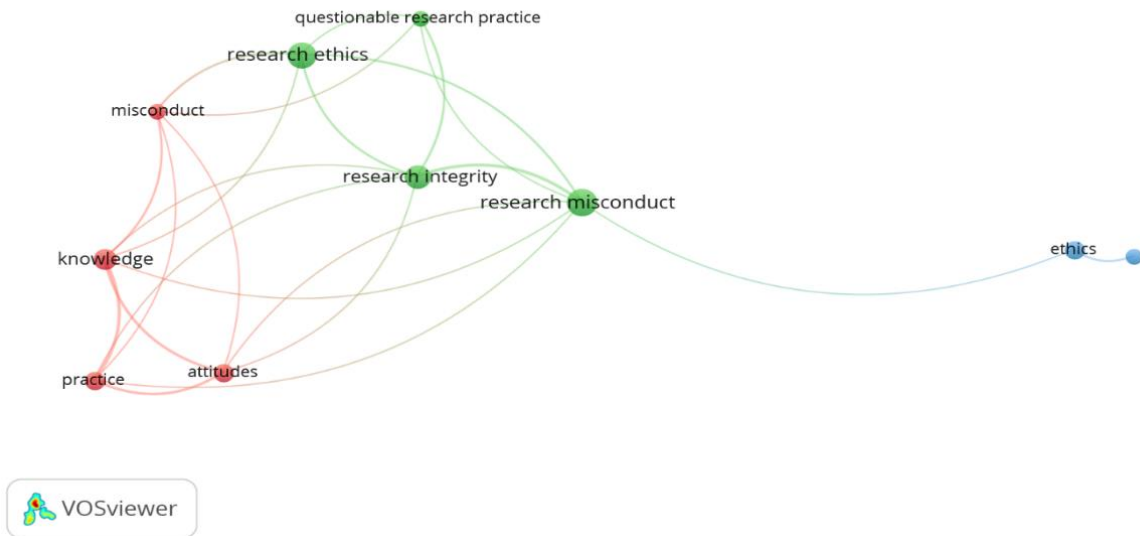 questionable research practice
research ethics
misconduct
research integrity
research misconduct
ethics
knowledge
attitudes
practice
VOSviewer